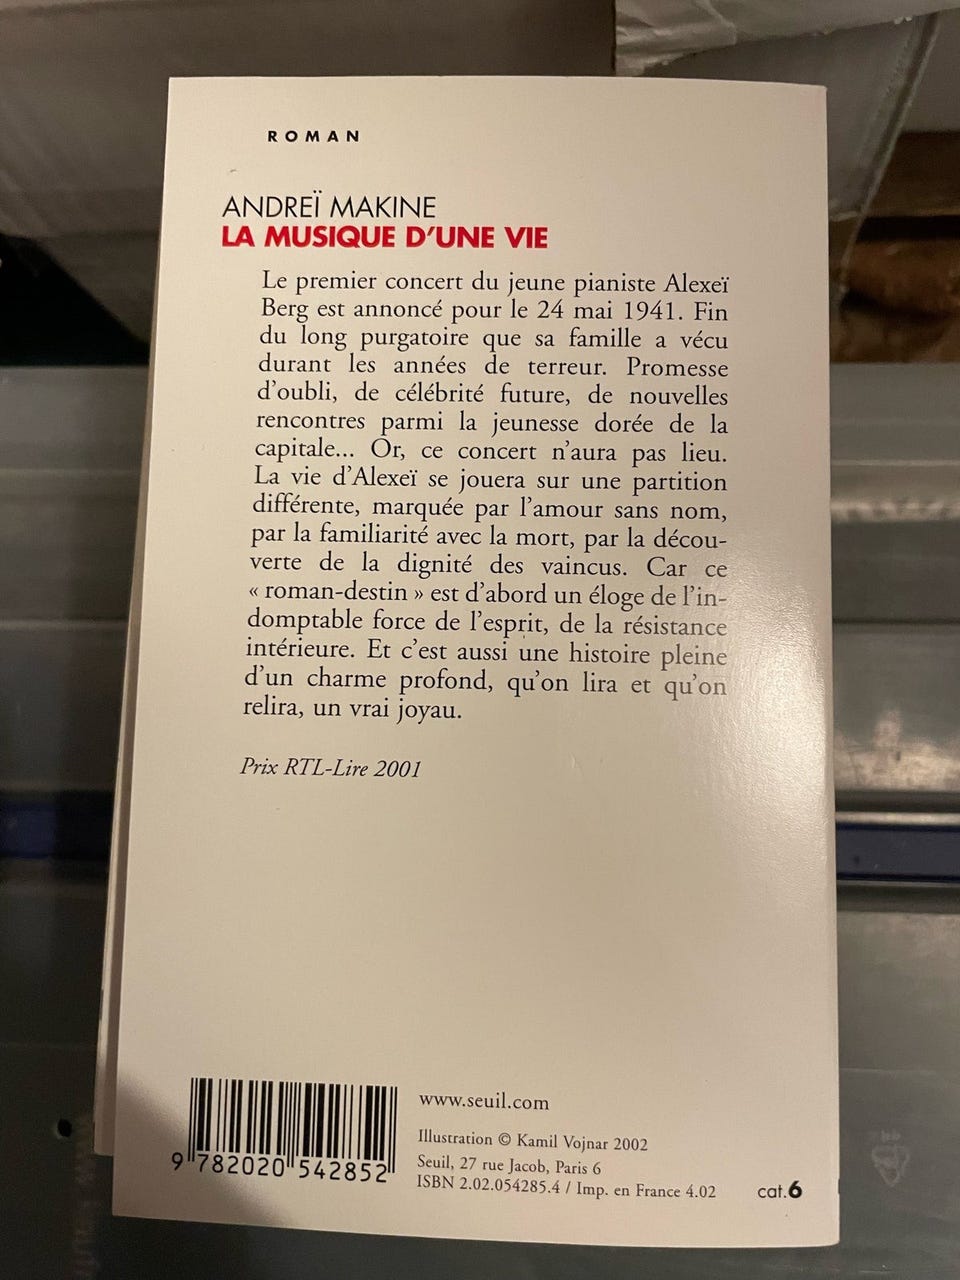 ROMAN
ANDREÏ MAKINE
LA MUSIQUE D'UNE VIE
Le premier concert du jeune pianiste Alexeï
Berg est annoncé pour le 24 mai 1941. Fin
du long purgatoire que sa famille a vécu
durant les années de terreur. Promesse
d'oubli, de célébrité future, de nouvelles
rencontres parmi la jeunesse dorée de la
capitale... Or, ce concert n'aura pas lieu.
La vie d'Alexeï se jouera sur une partition
différente, marquée par l'amour sans nom,
par la familiarité avec la mort, par la décou-
verte de la dignité des vaincus. Car ce
« roman-destin » est d'abord un éloge de l'in-
domptable force de l'esprit, de la résistance
intérieure. Et c'est aussi une histoire pleine
d'un charme profond, qu'on lira et qu'on
relira, un vrai joyau.
Prix RTL-Lire 2001
9 782020 542852
www.seuil.com
Illustration © Kamil Vojnar 2002
Seuil, 27 rue Jacob, Paris 6
ISBN 2.02.054285.4 / Imp. en France 4.02
cat.6